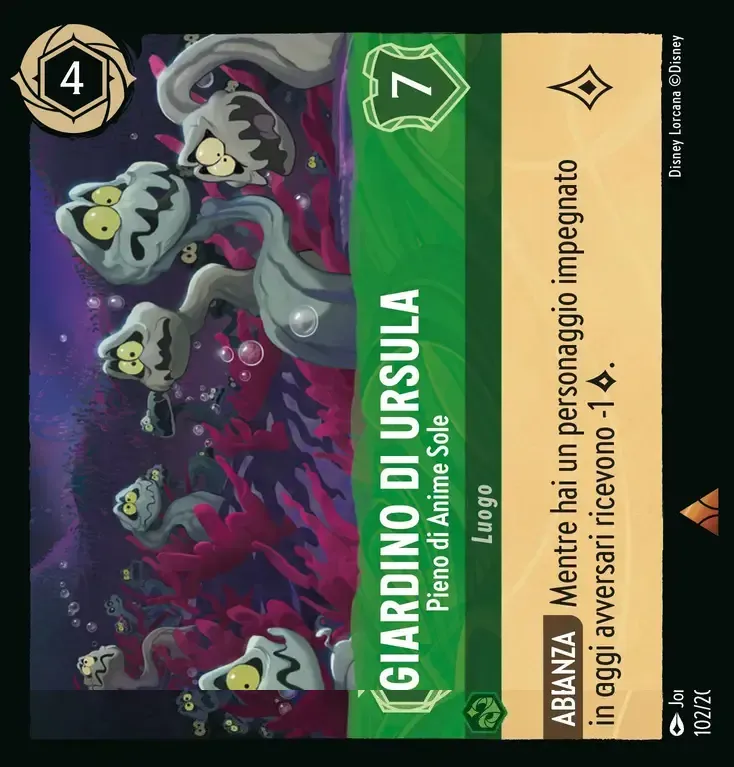 4
7
GIARDINO DI URSULA
Pieno di Anime Sole
Luogo
ABIANZA Mentre hai un personaggio impegnato
in aggi avversari ricevono -1.
Joi
102/20
Disney Lorcana ©Disney